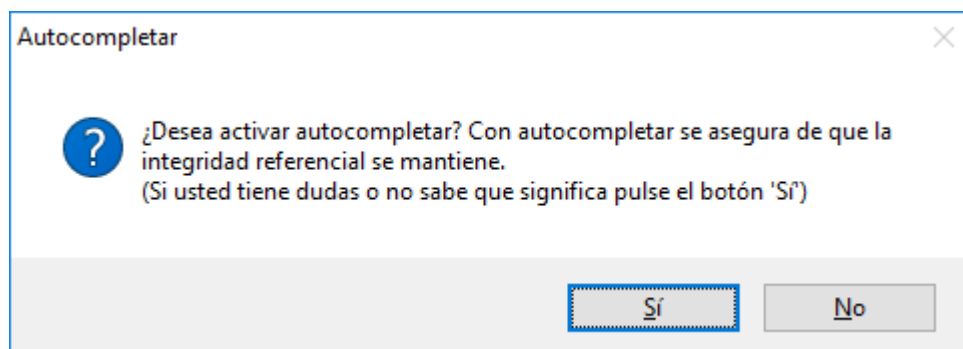 Autocompletar
¿Desea activar autocompletar? Con autocompletar se asegura de que la
integridad referencial se mantiene.
(Si usted tiene dudas o no sabe que significa pulse el botón 'Sí')
Sí
No